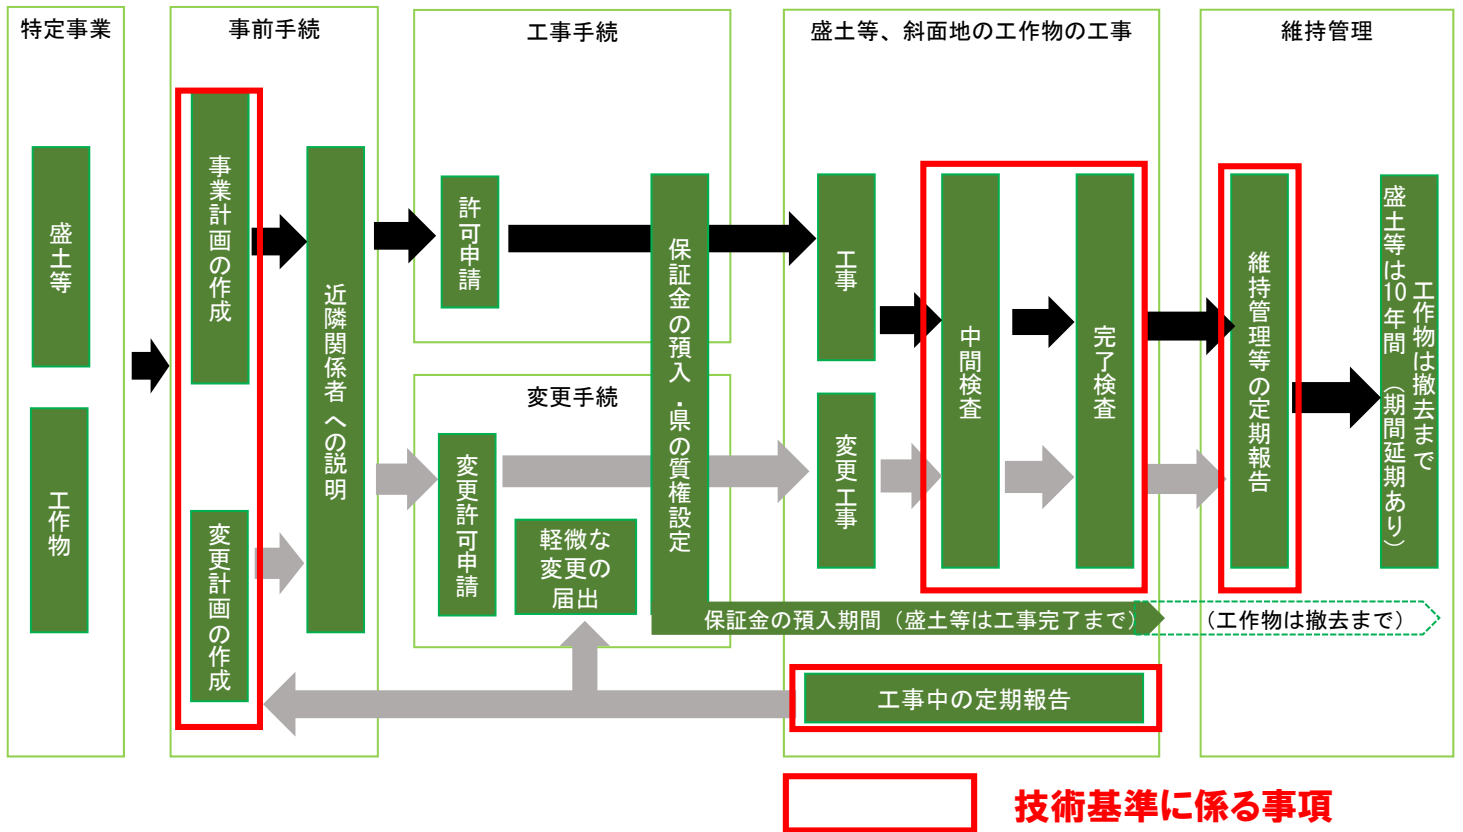 特定事業
盛土等
工作物
事前手続
事業計画の作成
変更計画の作成
近隣関係者への説明
工事手続
許可申請
変更手続
変更許可申請
軽微な
変更の
届出
保証金の預入・県の質権設定
盛土等、斜面地の工作物の工事
工事
変更工事
中間検査
完了検査
保証金の預入期間（盛土等は工事完了まで）
（工作物は撤去まで）
工事中の定期報告
維持管理
維持管理等の定期報告
工作物は撤去まで
盛土等は10年間（期間延期あり）
技術基準に係る事項